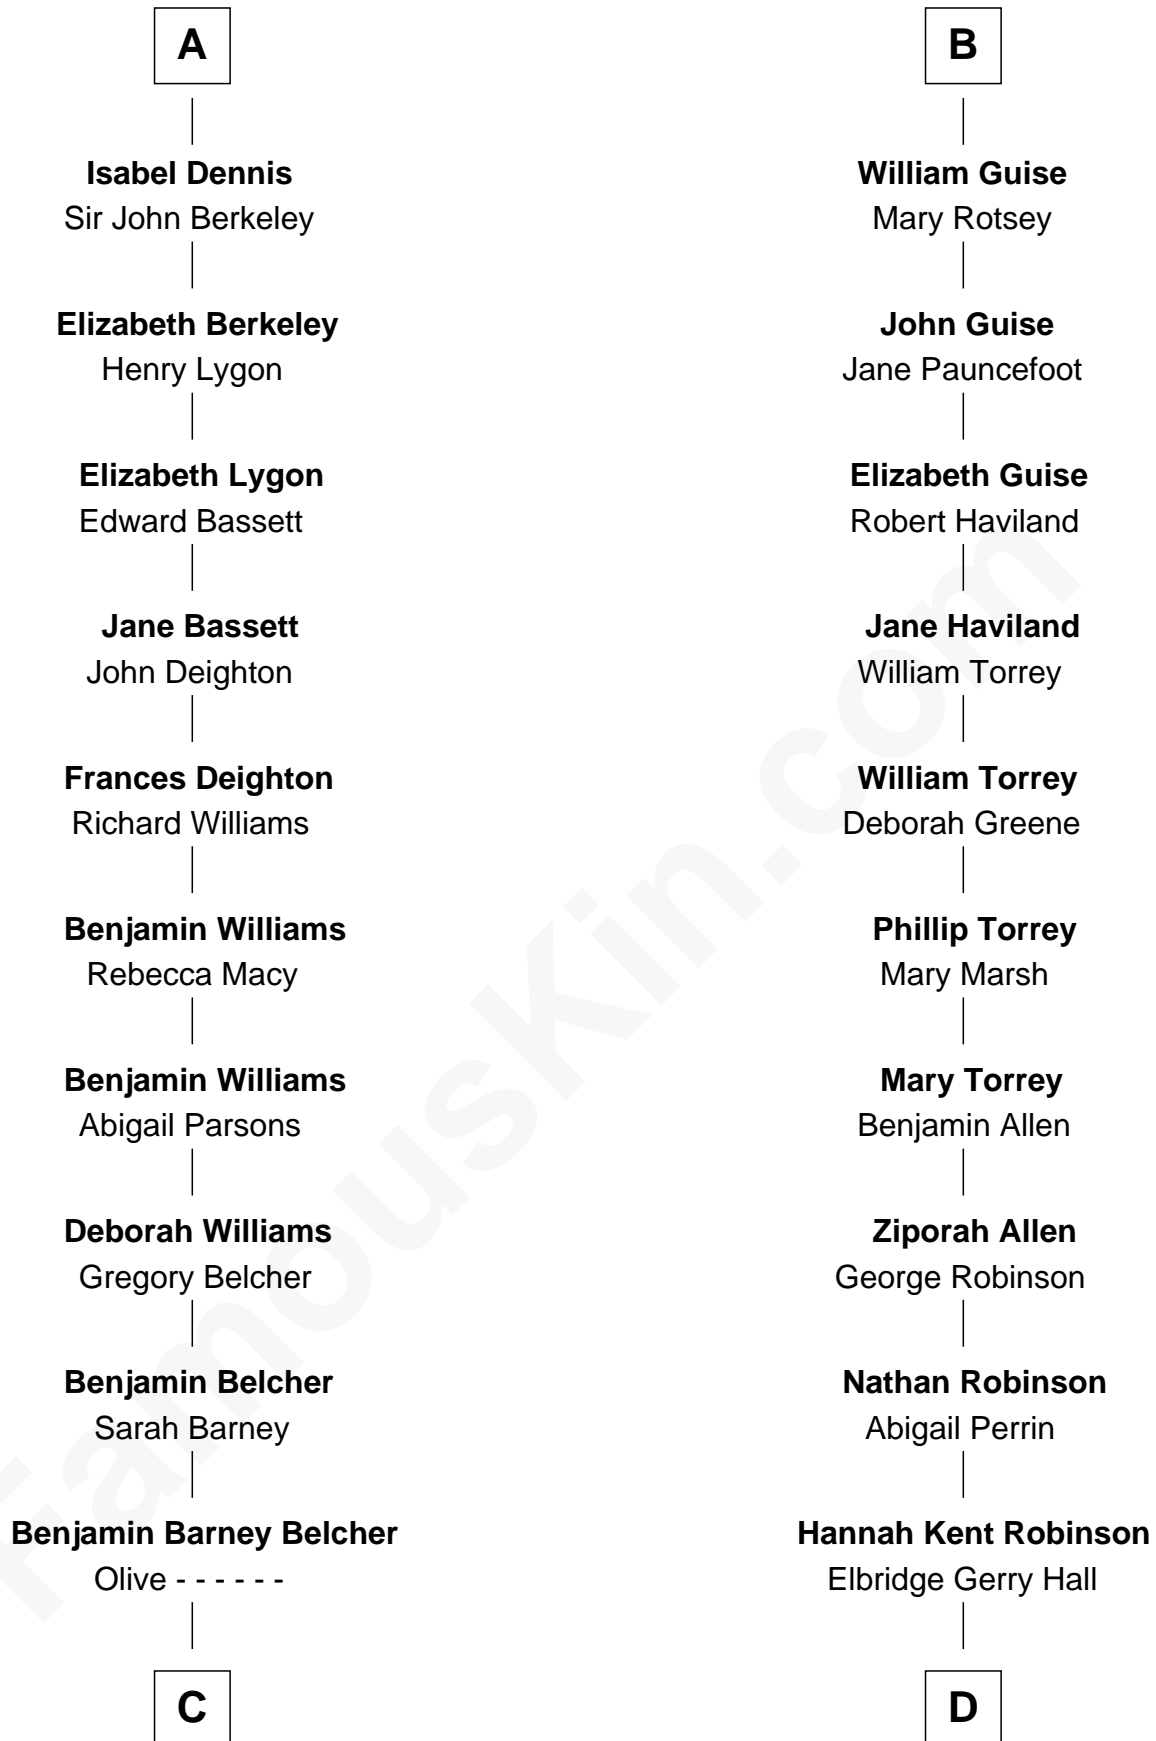 A
Isabel Dennis
Sir John Berkeley
Elizabeth Berkeley
Henry Lygon
Elizabeth Lygon
Edward Bassett
Jane Bassett
John Deighton
Frances Deighton
Richard Williams
Benjamin Williams
Rebecca Macy
Benjamin Williams
Abigail Parsons
Deborah Williams
Gregory Belcher
Benjamin Belcher
Sarah Barney
Benjamin Barney Belcher
Olive - - - - - -
C
B
William Guise
Mary Rotsey
John Guise
Jane Pauncefoot
Elizabeth Guise
Robert Haviland
Jane Haviland
William Torrey
William Torrey
Deborah Greene
Phillip Torrey
Mary Marsh
Mary Torrey
Benjamin Allen
Ziporah Allen
George Robinson
Nathan Robinson
Abigail Perrin
Hannah Kent Robinson
Elbridge Gerry Hall
D
FamousKin.com